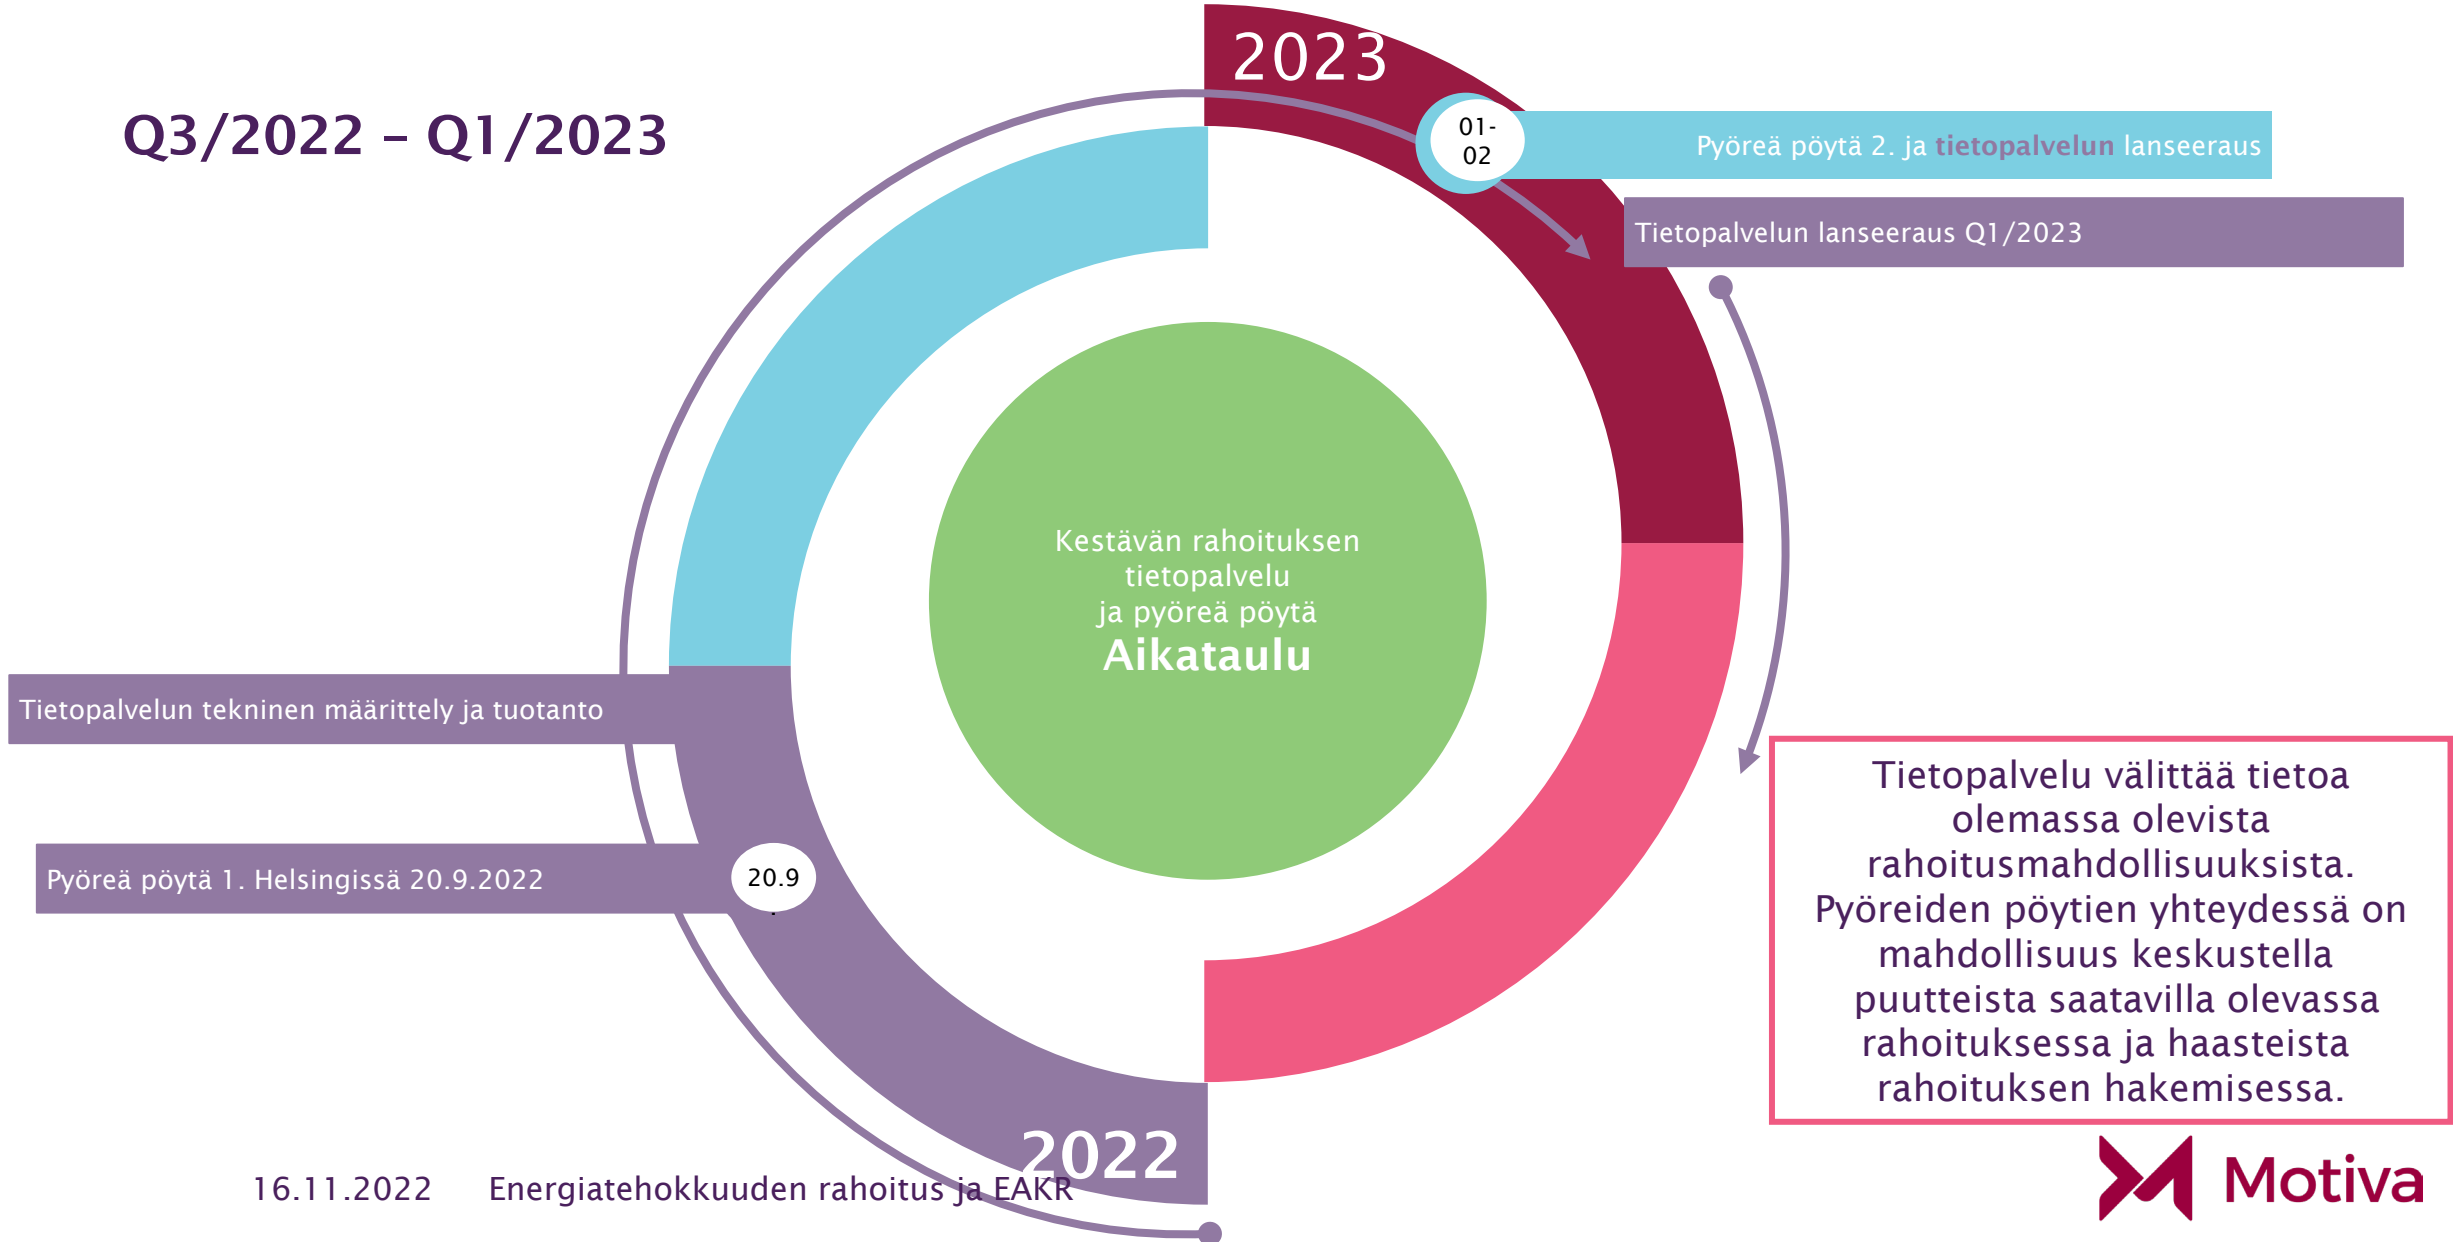 Q3/2022 – Q1/2023
2023
01-
02
Pyöreä pöytä 2. ja tietopalvelun lanseeraus
Tietopalvelun lanseeraus Q1/2023
Kestävän rahoituksen
tietopalvelu
ja pyöreä pöytä
Aikataulu
Tietopalvelun tekninen määrittely ja tuotanto
Pyöreä pöytä 1. Helsingissä 20.9.2022
20.9
.
Tietopalvelu välittää tietoa
olemassa olevista
rahoitusmahdollisuuksista.
Pyöreiden pöytien yhteydessä on
mahdollisuus keskustella
puutteista saatavilla olevassa
rahoituksessa ja haasteista
rahoituksen hakemisessa.
2022
16.11.2022 Energiatehokkuuden rahoitus ja EAKR
Motiva